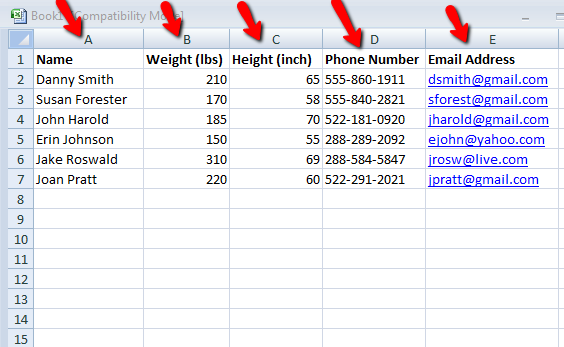 Book1 [Compatibility Mode]
A B C D E
1 Name Weight (lbs) Height (inch) Phone Number Email Address
2 Danny Smith 210 65 555-860-1911 dsmith@gmail.com
3 Susan Forester 170 58 555-840-2821 sforest@gmail.com
4 John Harold 185 70 522-181-0920 jharold@gmail.com
5 Erin Johnson 150 55 288-289-2092 ejohn@yahoo.com
6 Jake Roswald 310 69 288-584-5847 jrosw@live.com
7 Joan Pratt 220 60 522-291-2021 jpratt@gmail.com
8
9
10
11
12
13
14
15